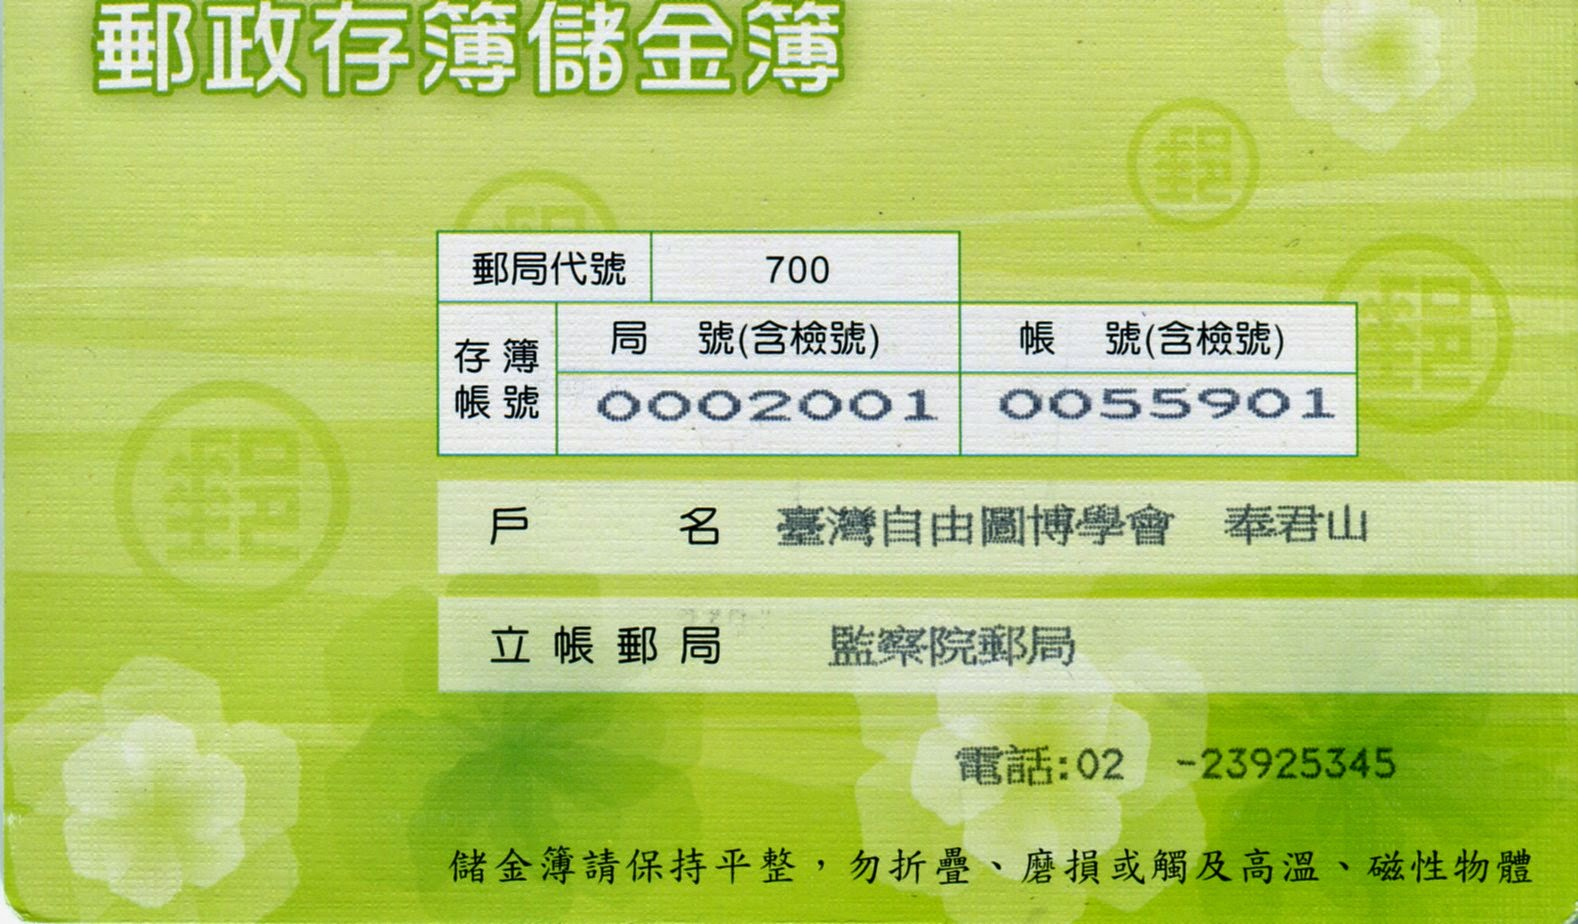 郵政存簿儲金簿
郵局代號 700
存簿帳號 局 號(含檢號) 帳 號(含檢號)
0002001 0055901
戶 名 臺灣自由圖博學會 奉君山
立帳郵局 監察院郵局
電話:02 -23925345
儲金簿請保持平整，勿折疊、磨損或觸及高溫、磁性物體